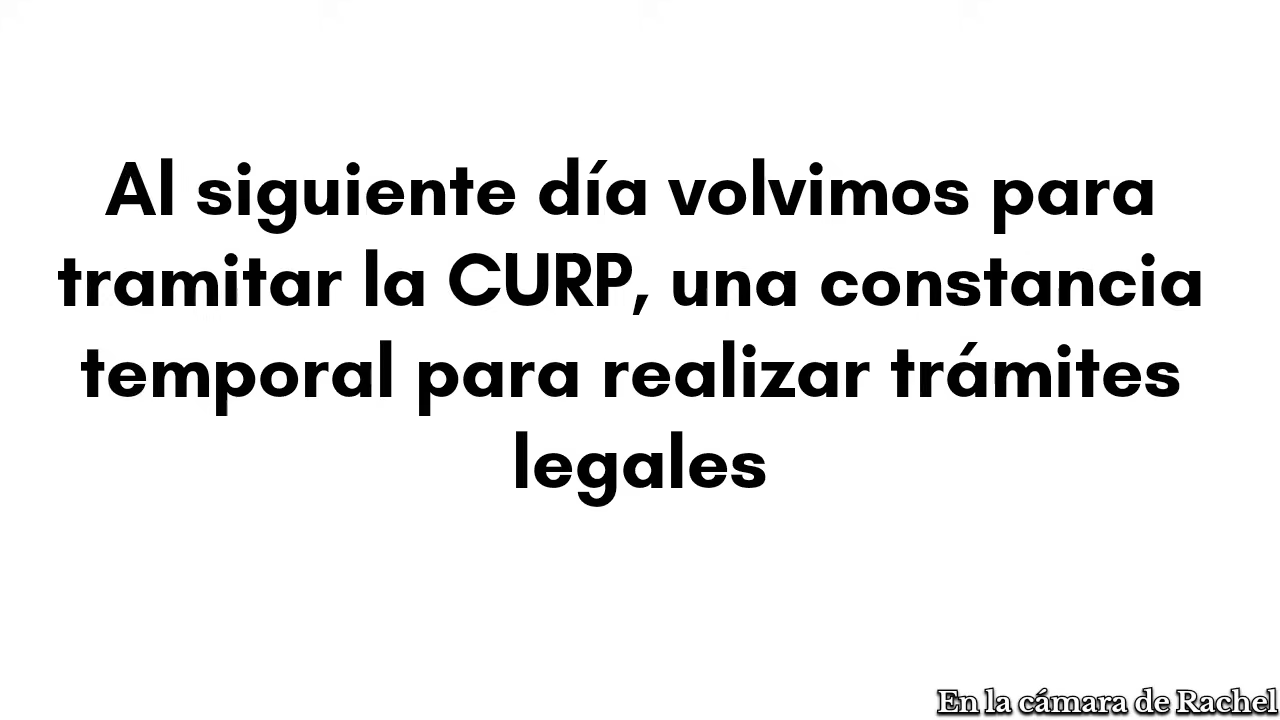 Al siguiente día volvimos para
tramitar la CURP, una constancia
temporal para realizar trámites
legales
En la cámara de Rachel